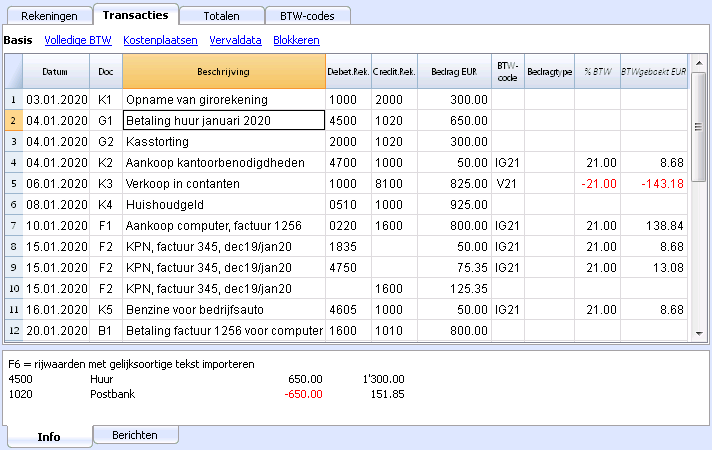 Rekeningen Transacties Totalen BTW-codes
Basis Volledige BTW Kostenplaatsen Vervaldata Blokkeren
Datum Doc Beschrijving Debet.Rek. Credit.Rek. Bedrag EUR BTW-code Bedragtype % BTW BTWgeboekt EUR
1 03.01.2020 K1 Opname van girorekening 1000 2000 300.00
2 04.01.2020 G1 Betaling huur januari 2020 4500 1020 650.00
3 04.01.2020 G2 Kasstorting 2000 1020 300.00
4 04.01.2020 K2 Aankoop kantoorbenodigdheden 4700 1000 50.00 IG21 21.00 8.68
5 06.01.2020 K3 Verkoop in contanten 1000 8100 825.00 V21 -21.00 -143.18
6 08.01.2020 K4 Huishoudgeld 0510 1000 925.00
7 10.01.2020 F1 Aankoop computer, factuur 1256 0220 1600 800.00 IG21 21.00 138.84
8 15.01.2020 F2 KPN, factuur 345, dec19/jan20 1835 50.00 IG21 21.00 8.68
9 15.01.2020 F2 KPN, factuur 345, dec19/jan20 4750 75.35 IG21 21.00 13.08
10 15.01.2020 F2 KPN, factuur 345, dec19/jan20 1600 125.35
11 16.01.2020 K5 Benzine voor bedrijfsauto 4605 1000 50.00 IG21 21.00 8.68
12 20.01.2020 B1 Betaling factuur 1256 voor computer 1600 1010 800.00
F6 = rijwaarden met gelijksoortige tekst importeren
4500 Huur 650.00 1'300.00
1020 Postbank -650.00 151.85
Info Berichten